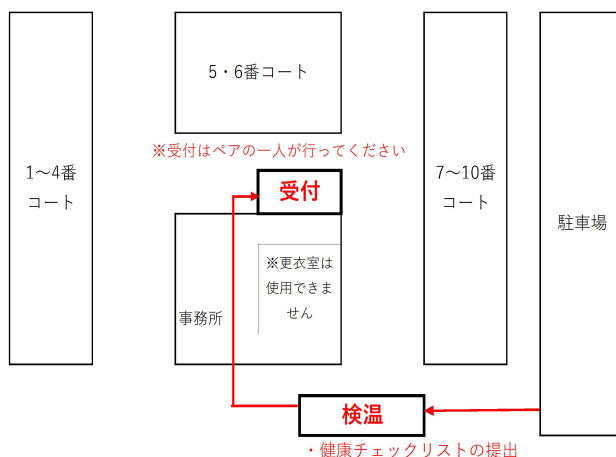 5・6番コート
※受付はペアの一人が行ってください
1～4番
コート
受付
7～10番
コート
駐車場
※更衣室は
使用できま
せん
事務所
検温
・健康チェックリストの提出